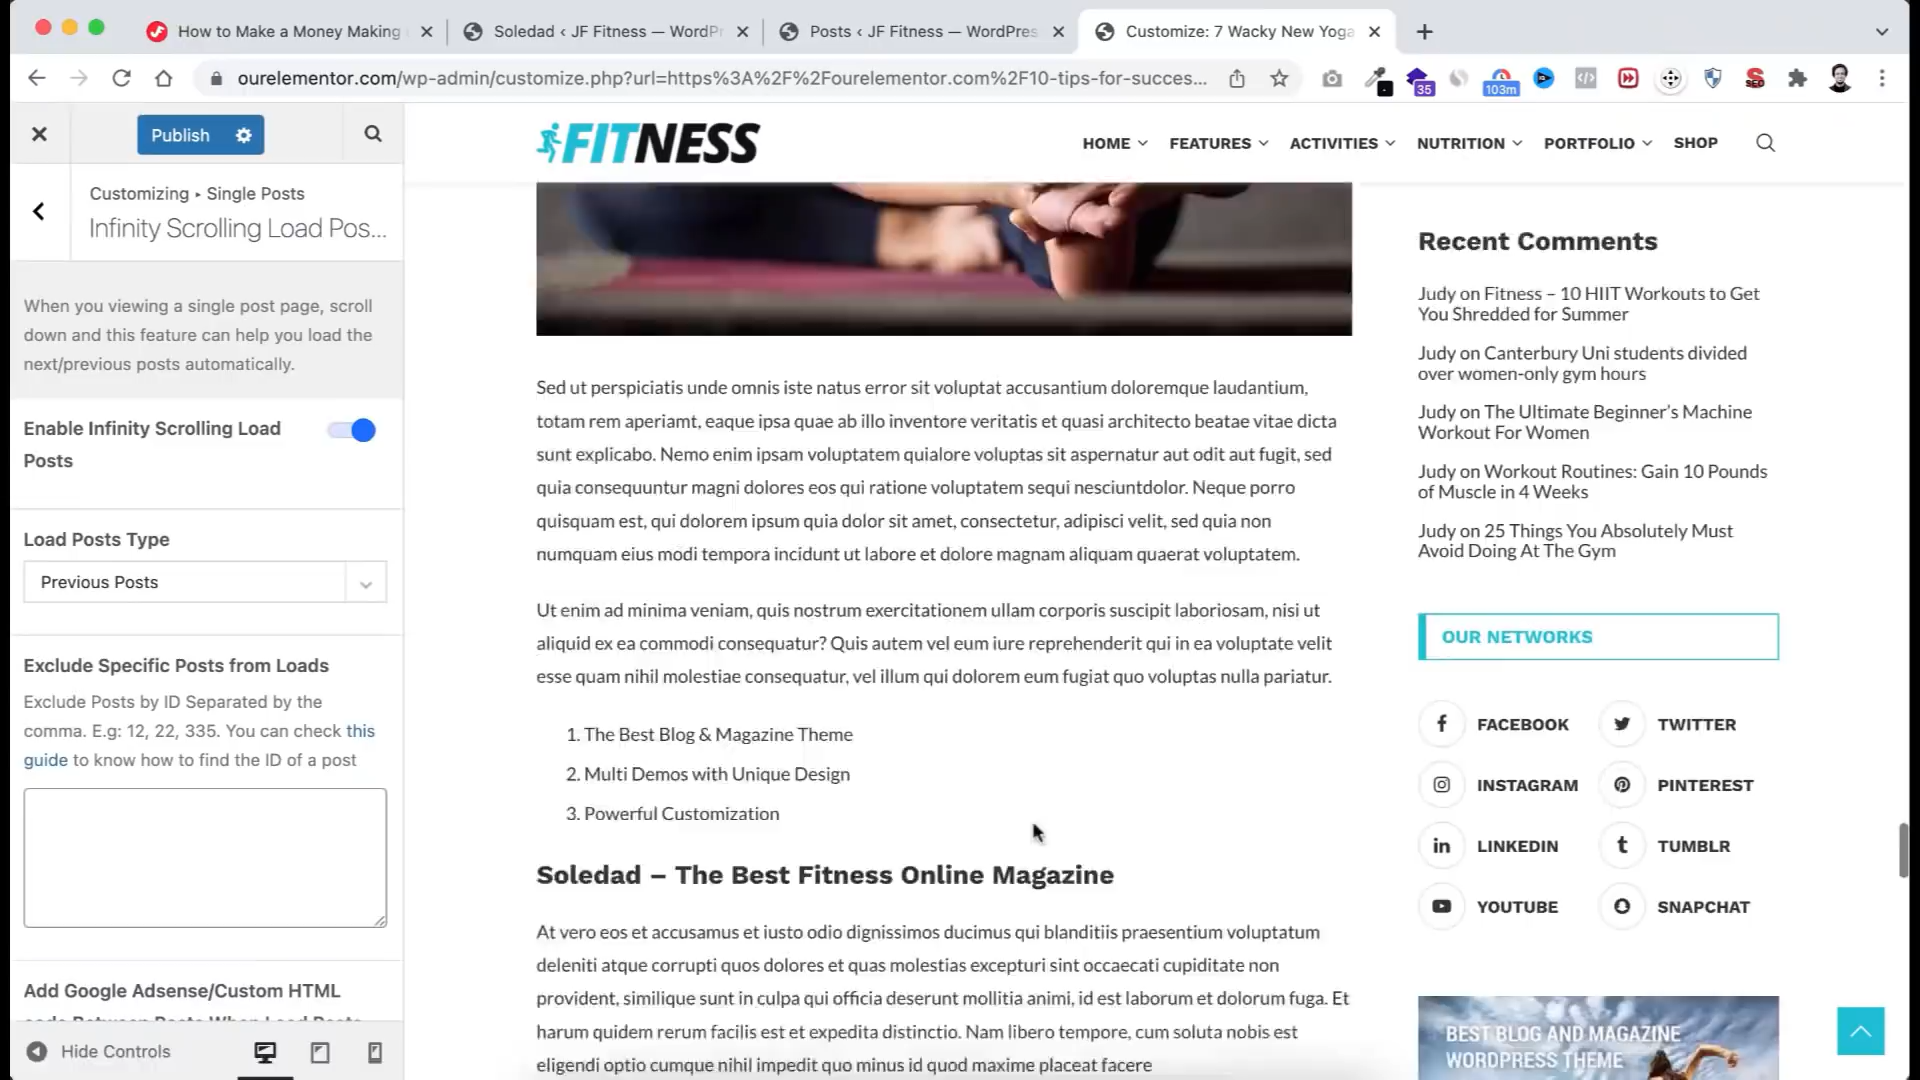 How to Make a Money Making
Soledad ‹ JF Fitness — WordPr
Posts ‹ JF Fitness — WordPres
Customize: 7 Wacky New Yoga
ourelementor.com/wp-admin/customize.php?url=https%3A%2F%2Fourelementor.com%2F10-tips-for-succes...
35
103m
SEO
Publish
FITNESS
HOME
FEATURES
ACTIVITIES
NUTRITION
PORTFOLIO
SHOP
Customizing ▸ Single Posts
Infinity Scrolling Load Pos...
When you viewing a single post page, scroll
down and this feature can help you load the
next/previous posts automatically.
Enable Infinity Scrolling Load
Posts
Load Posts Type
Previous Posts
Exclude Specific Posts from Loads
Exclude Posts by ID Separated by the
comma. E.g: 12, 22, 335. You can check this
guide to know how to find the ID of a post
Add Google Adsense/Custom HTML
code Between Posts When Load Posts
Hide Controls
Sed ut perspiciatis unde omnis iste natus error sit voluptat accusantium doloremque laudantium,
totam rem aperiamt, eaque ipsa quae ab illo inventore veritatis et quasi architecto beatae vitae dicta
sunt explicabo. Nemo enim ipsam voluptatem quialore voluptas sit aspernatur aut odit aut fugit, sed
quia consequuntur magni dolores eos qui ratione voluptatem sequi nesciuntdolor. Neque porro
quisquam est, qui dolorem ipsum quia dolor sit amet, consectetur, adipisci velit, sed quia non
numquam eius modi tempora incidunt ut labore et dolore magnam aliquam quaerat voluptatem.
Ut enim ad minima veniam, quis nostrum exercitationem ullam corporis suscipit laboriosam, nisi ut
aliquid ex ea commodi consequatur? Quis autem vel eum iure reprehenderit qui in ea voluptate velit
esse quam nihil molestiae consequatur, vel illum qui dolorem eum fugiat quo voluptas nulla pariatur.
1. The Best Blog & Magazine Theme
2. Multi Demos with Unique Design
3. Powerful Customization
Soledad – The Best Fitness Online Magazine
At vero eos et accusamus et iusto odio dignissimos ducimus qui blanditiis praesentium voluptatum
deleniti atque corrupti quos dolores et quas molestias excepturi sint occaecati cupiditate non
provident, similique sunt in culpa qui officia deserunt mollitia animi, id est laborum et dolorum fuga. Et
harum quidem rerum facilis est et expedita distinctio. Nam libero tempore, cum soluta nobis est
eligendi optio cumque nihil impedit quo minus id quod maxime placeat facere
Recent Comments
Judy on Fitness – 10 HIIT Workouts to Get
You Shredded for Summer
Judy on Canterbury Uni students divided
over women-only gym hours
Judy on The Ultimate Beginner's Machine
Workout For Women
Judy on Workout Routines: Gain 10 Pounds
of Muscle in 4 Weeks
Judy on 25 Things You Absolutely Must
Avoid Doing At The Gym
OUR NETWORKS
FACEBOOK
TWITTER
INSTAGRAM
PINTEREST
LINKEDIN
TUMBLR
YOUTUBE
SNAPCHAT
BEST BLOG AND MAGAZINE
WORDPRESS THEME